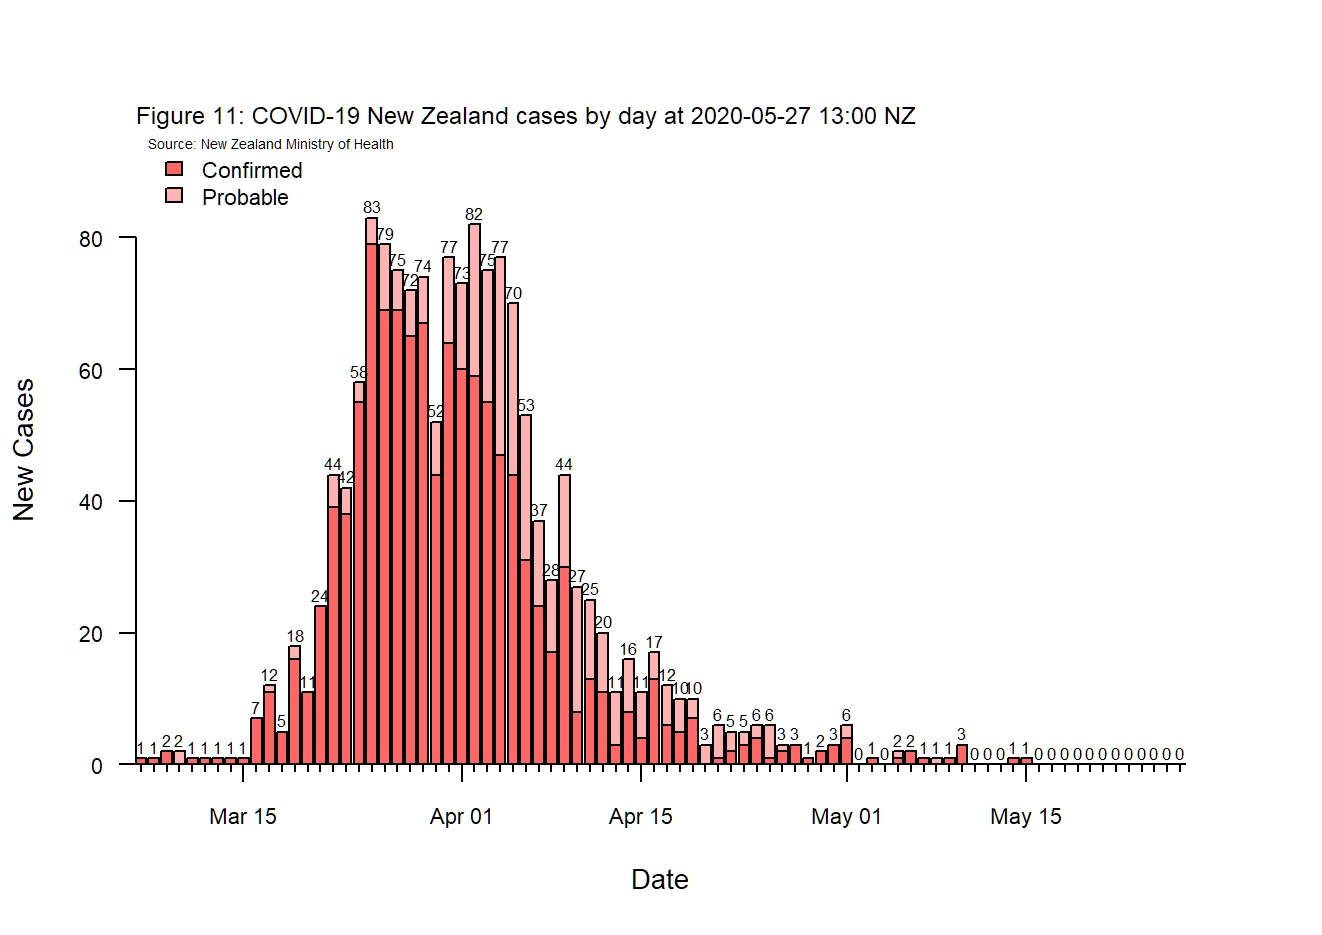 Figure 11: COVID-19 New Zealand cases by day at 2020-05-27 13:00 NZ
Source: New Zealand Ministry of Health
Confirmed
Probable
New Cases
80
60
40
20
0
1 1 2 2 1 1 1 1 1 7 12 5 18 11 24 44 42 58 83 79 75 72 74 52 77 73 82 75 77 70 53 37 28 44 27 25 20 11 16 11 17 12 10 10 3 6 5 5 6 6 3 3 1 2 3 6 0 1 0 2 2 1 1 1 3 0 0 0 1 1 0 0 0 0 0 0 0 0 0 0 0 0
Mar 15 Apr 01 Apr 15 May 01 May 15
Date